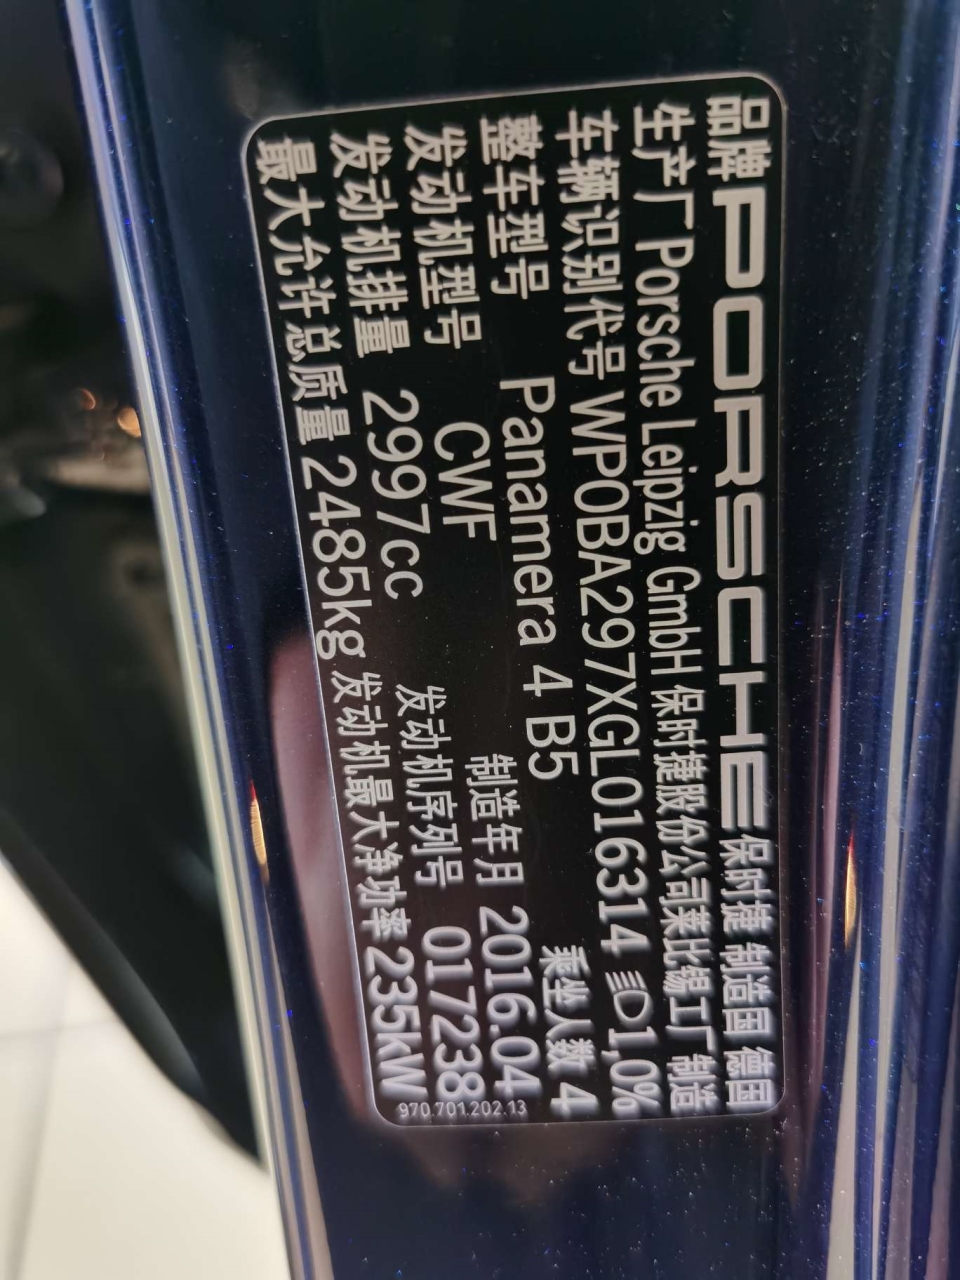 品牌 PORSCHE 保时捷 制造国 德国
生产厂 Porsche Leipzig GmbH 保时捷股份公司莱比锡工厂 制造
车辆识别代号 WP0BA297XGL016314 1,0%
整车型号 Panamera 4 B5 乘坐人数 4
发动机型号 CWF 制造年月 2016.04
发动机排量 2997cc 发动机序列号 017238
最大允许总质量 2485kg 发动机最大净功率 235kW
970.701.202.13